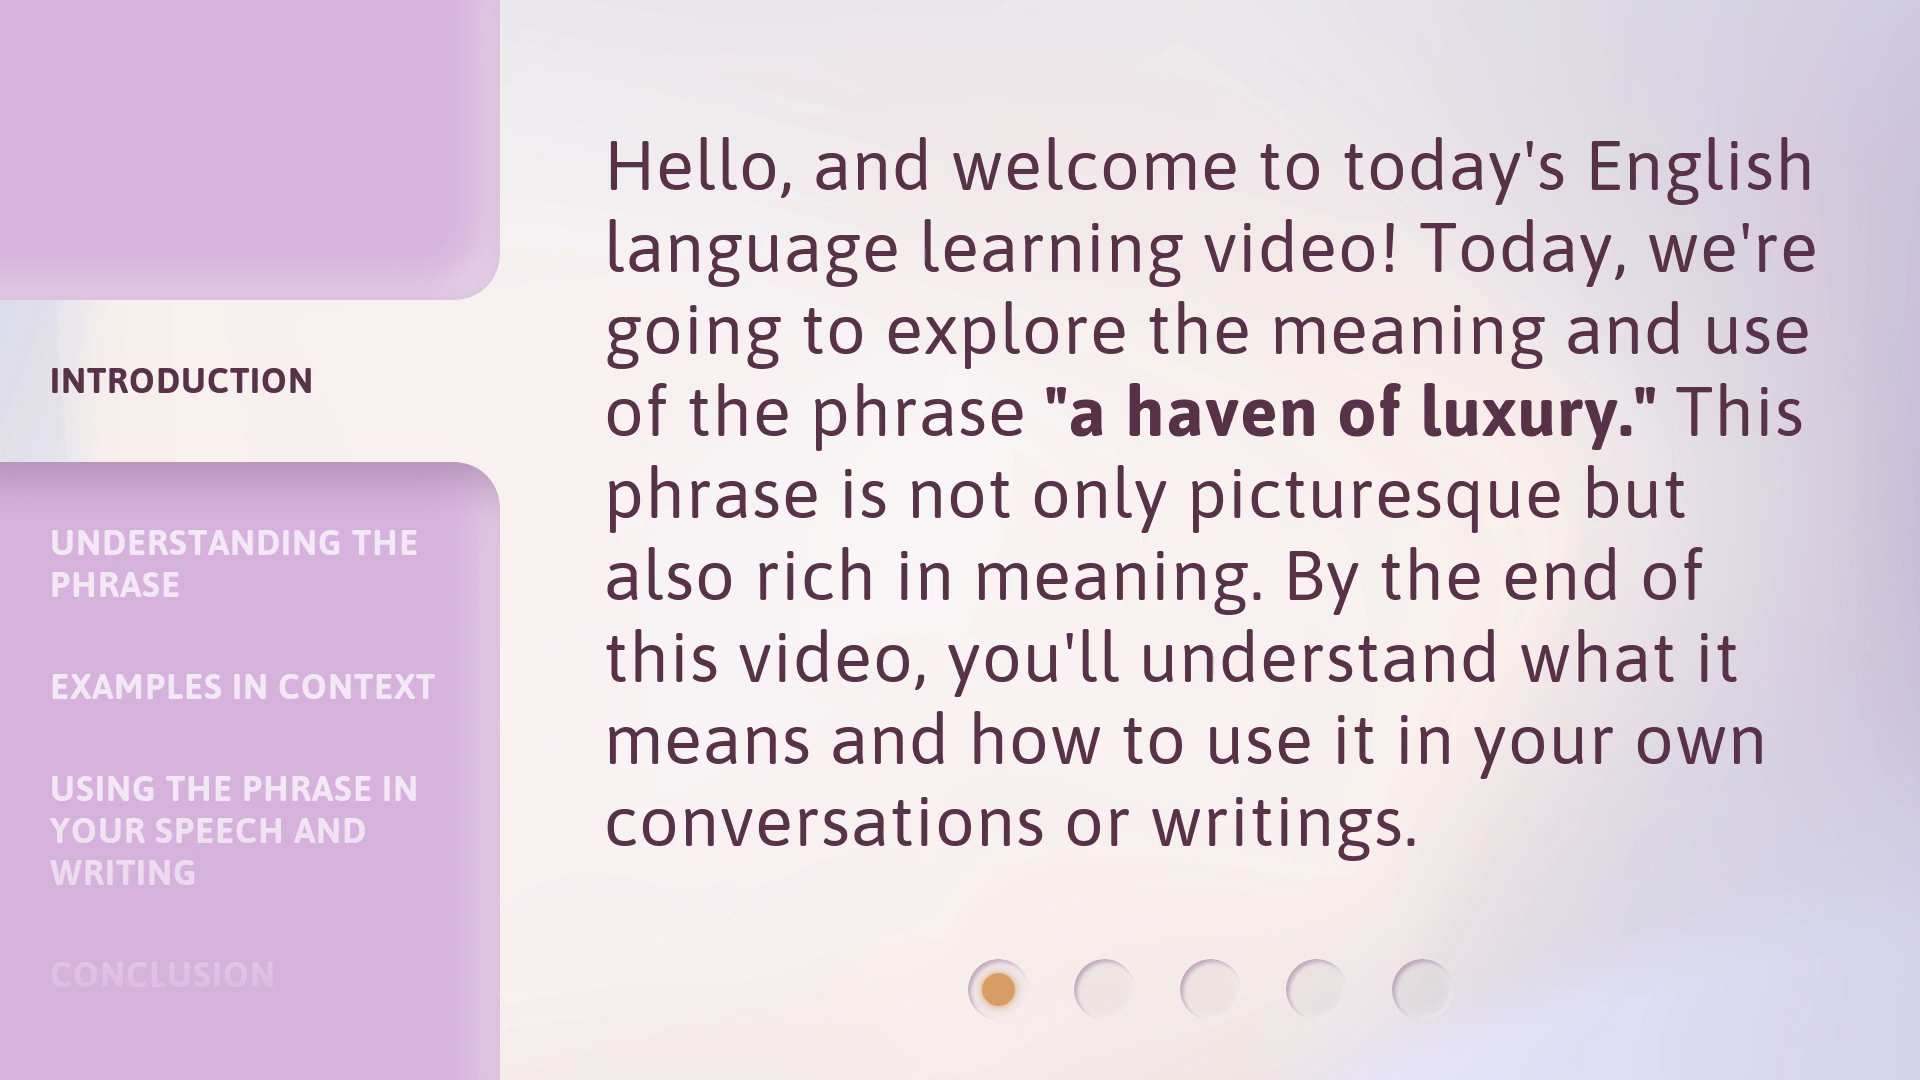 INTRODUCTION
UNDERSTANDING THE
PHRASE
EXAMPLES IN CONTEXT
USING THE PHRASE IN
YOUR SPEECH AND
WRITING
CONCLUSION
Hello, and welcome to today's English
language learning video! Today, we're
going to explore the meaning and use
of the phrase "a haven of luxury." This
phrase is not only picturesque but
also rich in meaning. By the end of
this video, you'll understand what it
means and how to use it in your own
conversations or writings.